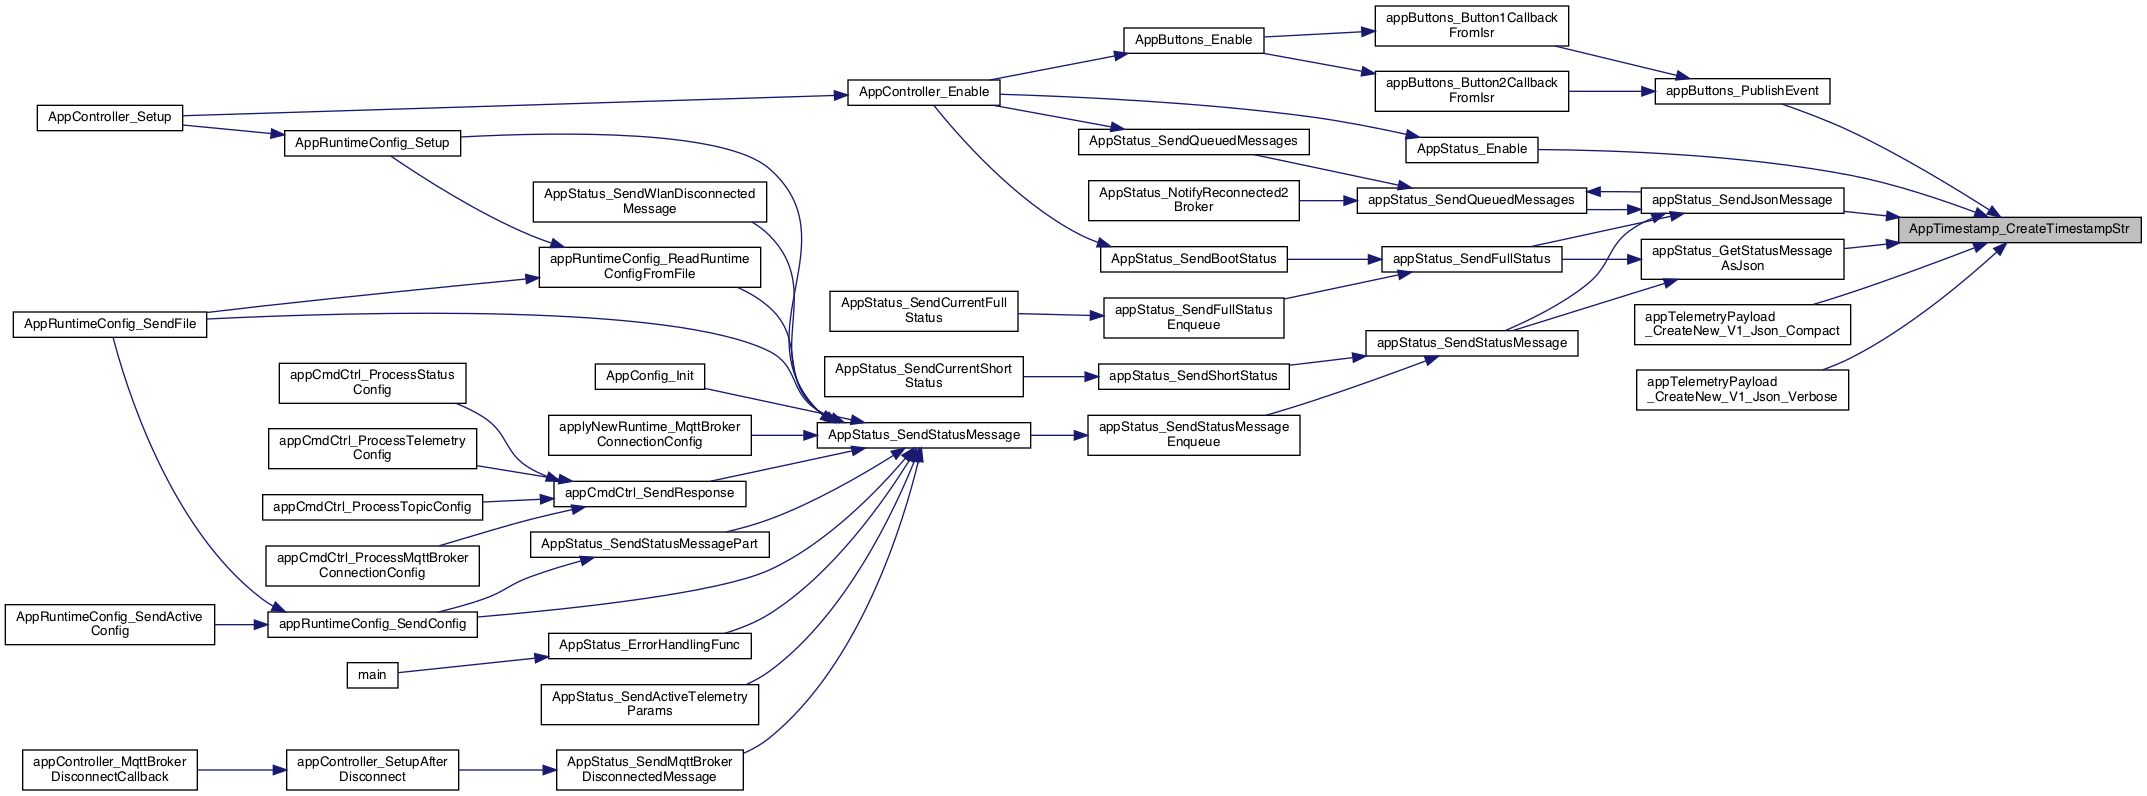 appButtons_Button1Callback
FromIsr
AppButtons_Enable
appButtons_Button2Callback
FromIsr
appButtons_PublishEvent
AppController_Enable
AppController_Setup
AppRuntimeConfig_Setup
AppStatus_SendQueuedMessages
AppStatus_Enable
AppStatus_SendWlanDisconnected
Message
AppStatus_NotifyReconnected2
Broker
appStatus_SendQueuedMessages
appStatus_SendJsonMessage
AppTimestamp_CreateTimestampStr
appRuntimeConfig_ReadRuntime
ConfigFromFile
AppStatus_SendBootStatus
appStatus_SendFullStatus
appStatus_GetStatusMessage
AsJson
AppStatus_SendCurrentFull
Status
appStatus_SendFullStatus
Enqueue
appTelemetryPayload
_CreateNew_V1_Json_Compact
AppRuntimeConfig_SendFile
appStatus_SendStatusMessage
appCmdCtrl_ProcessStatus
Config
AppConfig_Init
AppStatus_SendCurrentShort
Status
appStatus_SendShortStatus
appTelemetryPayload
_CreateNew_V1_Json_Verbose
applyNewRuntime_MqttBroker
ConnectionConfig
AppStatus_SendStatusMessage
appStatus_SendStatusMessage
Enqueue
appCmdCtrl_ProcessTelemetry
Config
appCmdCtrl_SendResponse
appCmdCtrl_ProcessTopicConfig
AppStatus_SendStatusMessagePart
appCmdCtrl_ProcessMqttBroker
ConnectionConfig
AppRuntimeConfig_SendActive
Config
appRuntimeConfig_SendConfig
AppStatus_ErrorHandlingFunc
main
AppStatus_SendActiveTelemetry
Params
appController_MqttBroker
DisconnectCallback
appController_SetupAfter
Disconnect
AppStatus_SendMqttBroker
DisconnectedMessage